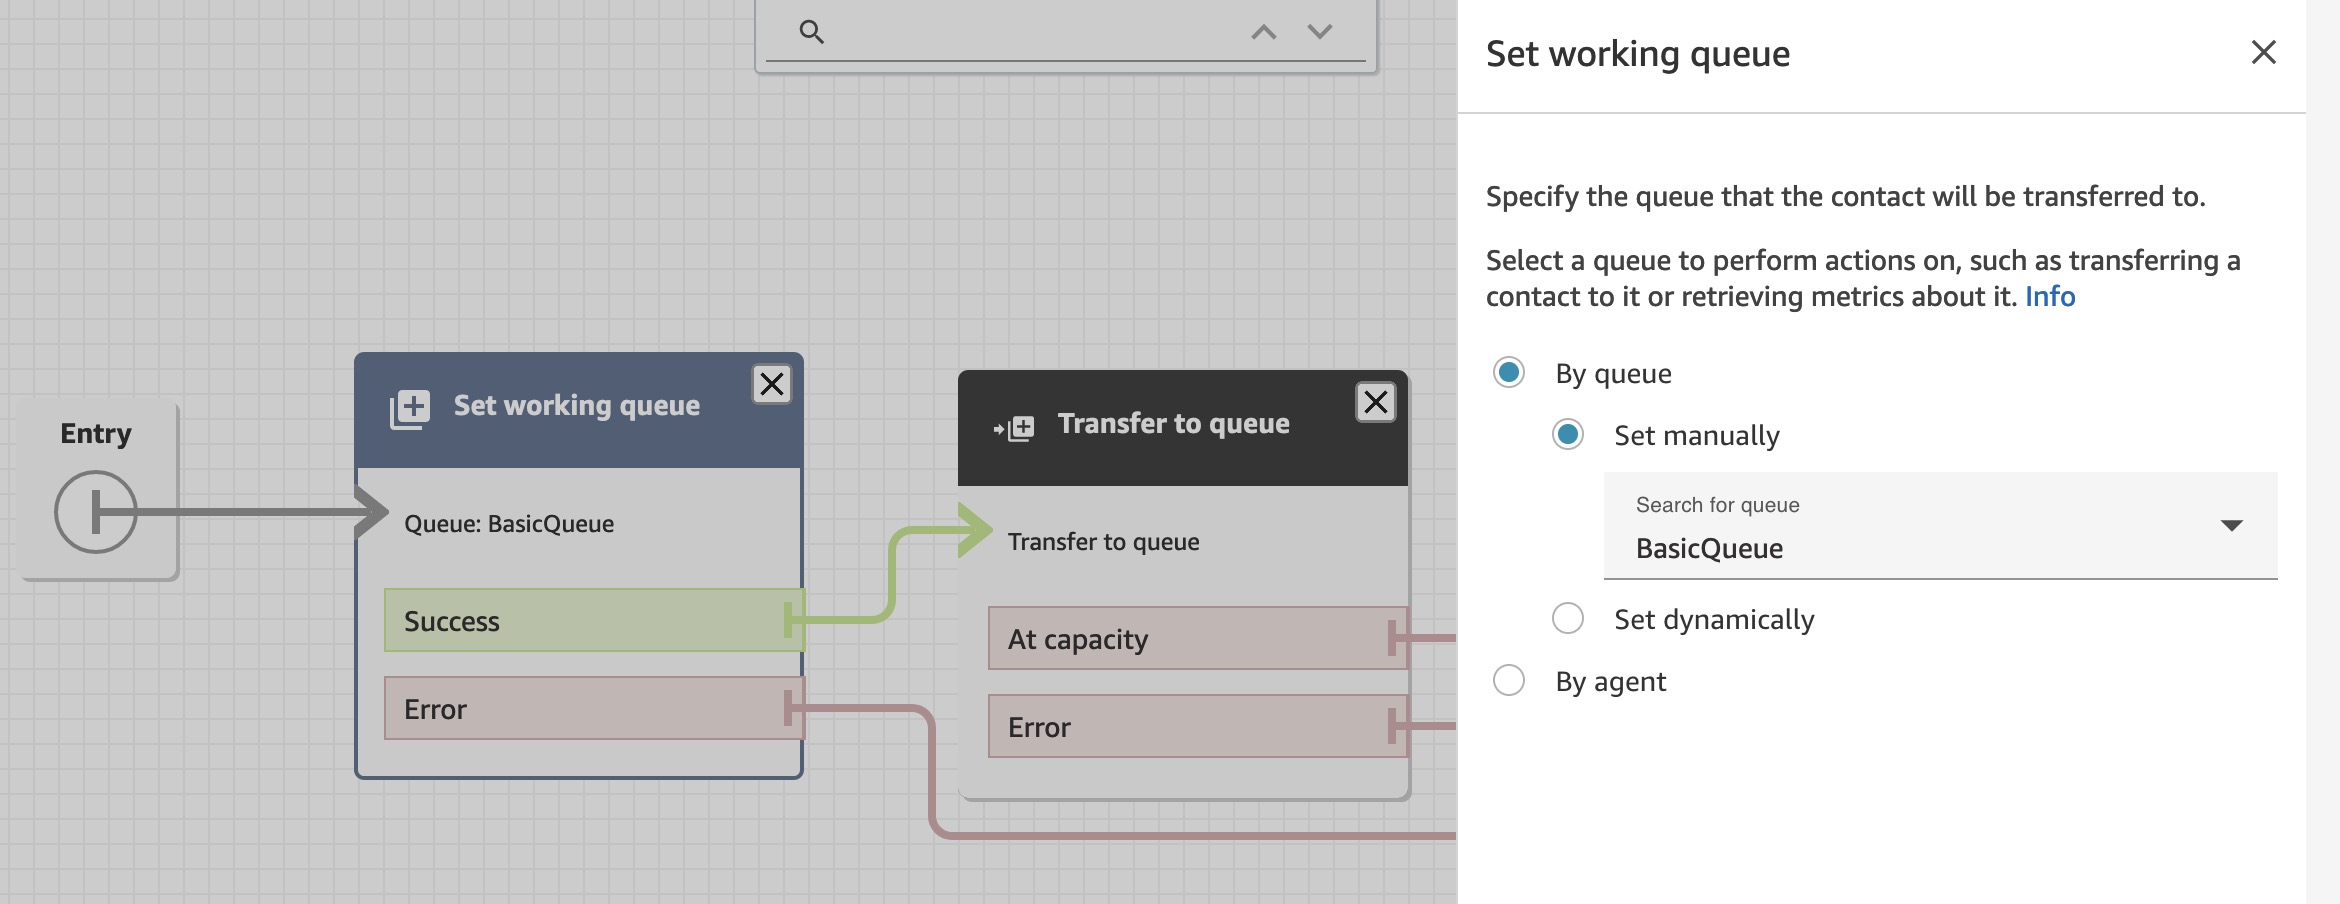 Set working queue
Specify the queue that the contact will be transferred to.
Select a queue to perform actions on, such as transferring a
contact to it or retrieving metrics about it. Info
By queue
Set manually
Search for queue
BasicQueue
Set dynamically
By agent
Entry
Set working queue
Queue: BasicQueue
Success
Error
Transfer to queue
Transfer to queue
At capacity
Error